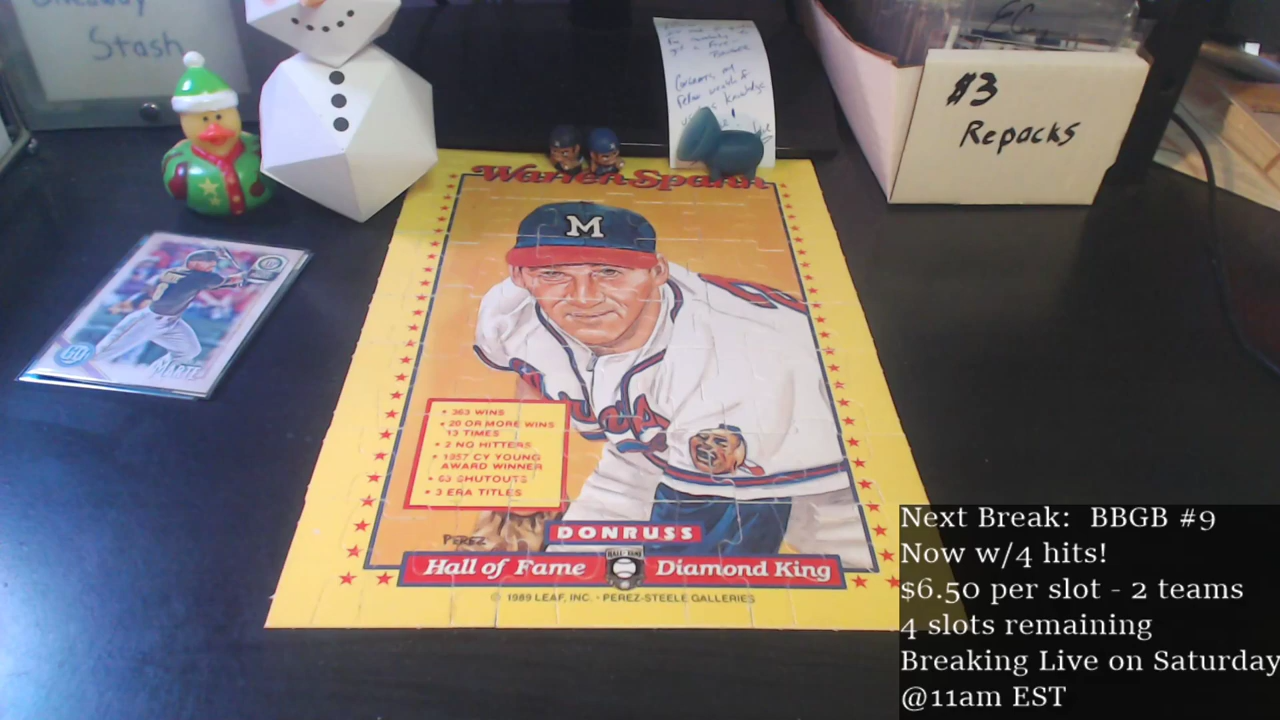 Stash
$3
Repacks
Warren Spahn
M
MARTE
• 363 WINS
• 20 OR MORE WINS
13 TIMES
• 2 NO HITTERS
• 1957 CY YOUNG
AWARD WINNER
• 63 SHUTOUTS
• 3 ERA TITLES
PEREZ
DONRUSS
Hall of Fame
Diamond King
© 1989 LEAF, INC. • PEREZ-STEELE GALLERIES
Next Break: BBGB #9
Now w/4 hits!
$6.50 per slot - 2 teams
4 slots remaining
Breaking Live on Saturday
@11am EST